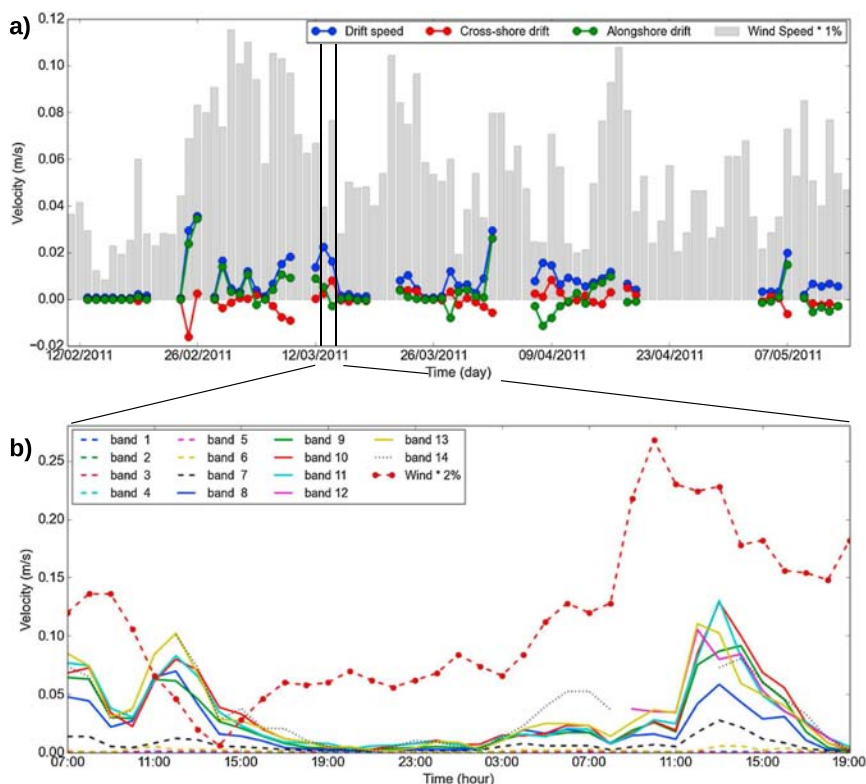 a)
Drift speed Cross-shore drift Alongshore drift Wind Speed * 1%
0.12
0.10
0.08
0.06
0.04
0.02
0.00
−0.02
Velocity (m/s)
12/02/2011 26/02/2011 12/03/2011 26/03/2011 09/04/2011 23/04/2011 07/05/2011
Time (day)
b)
band 1 band 5 band 9 band 13
band 2 band 6 band 10 band 14
band 3 band 7 band 11 Wind * 2%
band 4 band 8 band 12
0.25
0.20
0.15
0.10
0.05
0.00
Velocity (m/s)
07:00 11:00 15:00 19:00 23:00 03:00 07:00 11:00 15:00 19:00
Time (hour)